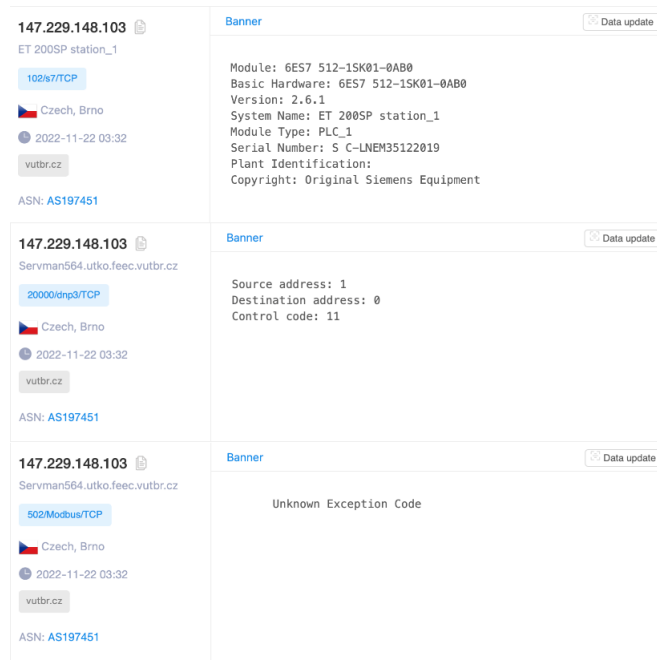 147.229.148.103
ET 200SP station_1
102/s7/TCP
Czech, Brno
2022-11-22 03:32
vutbr.cz
ASN: AS197451
Banner
Data update
Module: 6ES7 512-1SK01-0AB0
Basic Hardware: 6ES7 512-1SK01-0AB0
Version: 2.6.1
System Name: ET 200SP station_1
Module Type: PLC_1
Serial Number: S C-LNEM35122019
Plant Identification:
Copyright: Original Siemens Equipment
147.229.148.103
Servman564.utko.feec.vutbr.cz
20000/dnp3/TCP
Czech, Brno
2022-11-22 03:32
vutbr.cz
ASN: AS197451
Banner
Data update
Source address: 1
Destination address: 0
Control code: 11
147.229.148.103
Servman564.utko.feec.vutbr.cz
502/Modbus/TCP
Czech, Brno
2022-11-22 03:32
vutbr.cz
ASN: AS197451
Banner
Data update
Unknown Exception Code